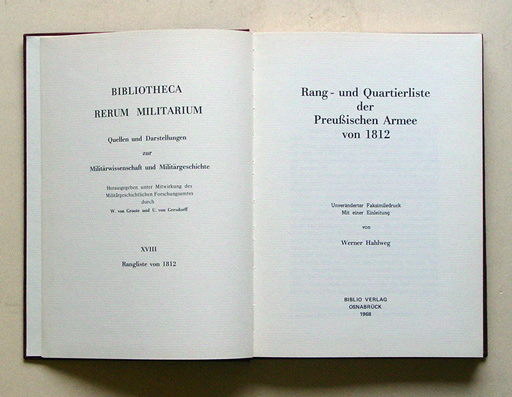 BIBLIOTHECA
RERUM MILITARIUM
Quellen und Darstellungen
zur
Militärwissenschaft und Militärgeschichte
Herausgegeben unter Mitwirkung des
Militärgeschichtlichen Forschungsamtes
durch
W. von Groote und U. von Gersdorff
XVIII
Rangliste von 1812
Rang- und Quartierliste
der
Preußischen Armee
von 1812
Unveränderter Faksimiledruck
Mit einer Einleitung
von
Werner Hahlweg
BIBLIO VERLAG
OSNABRÜCK
1968